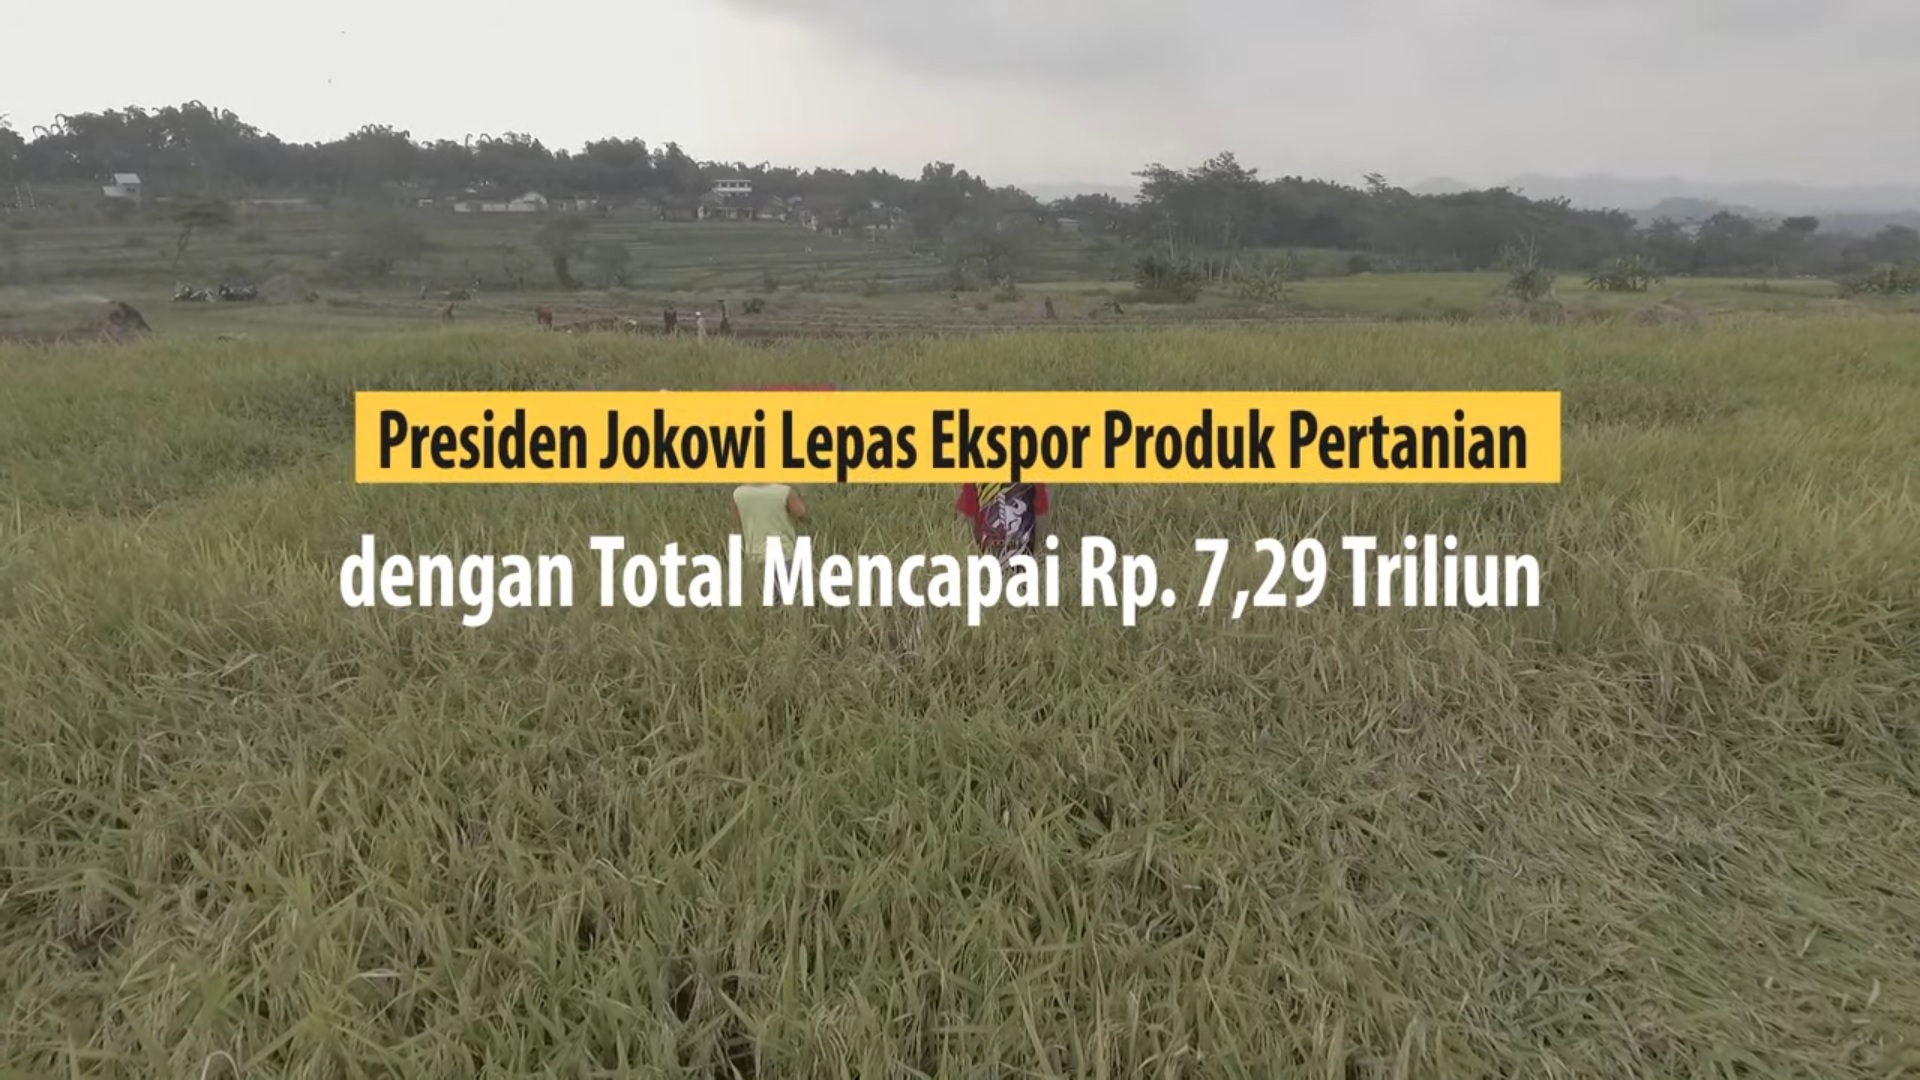 Presiden Jokowi Lepas Ekspor Produk Pertanian
dengan Total Mencapai Rp. 7,29 Triliun